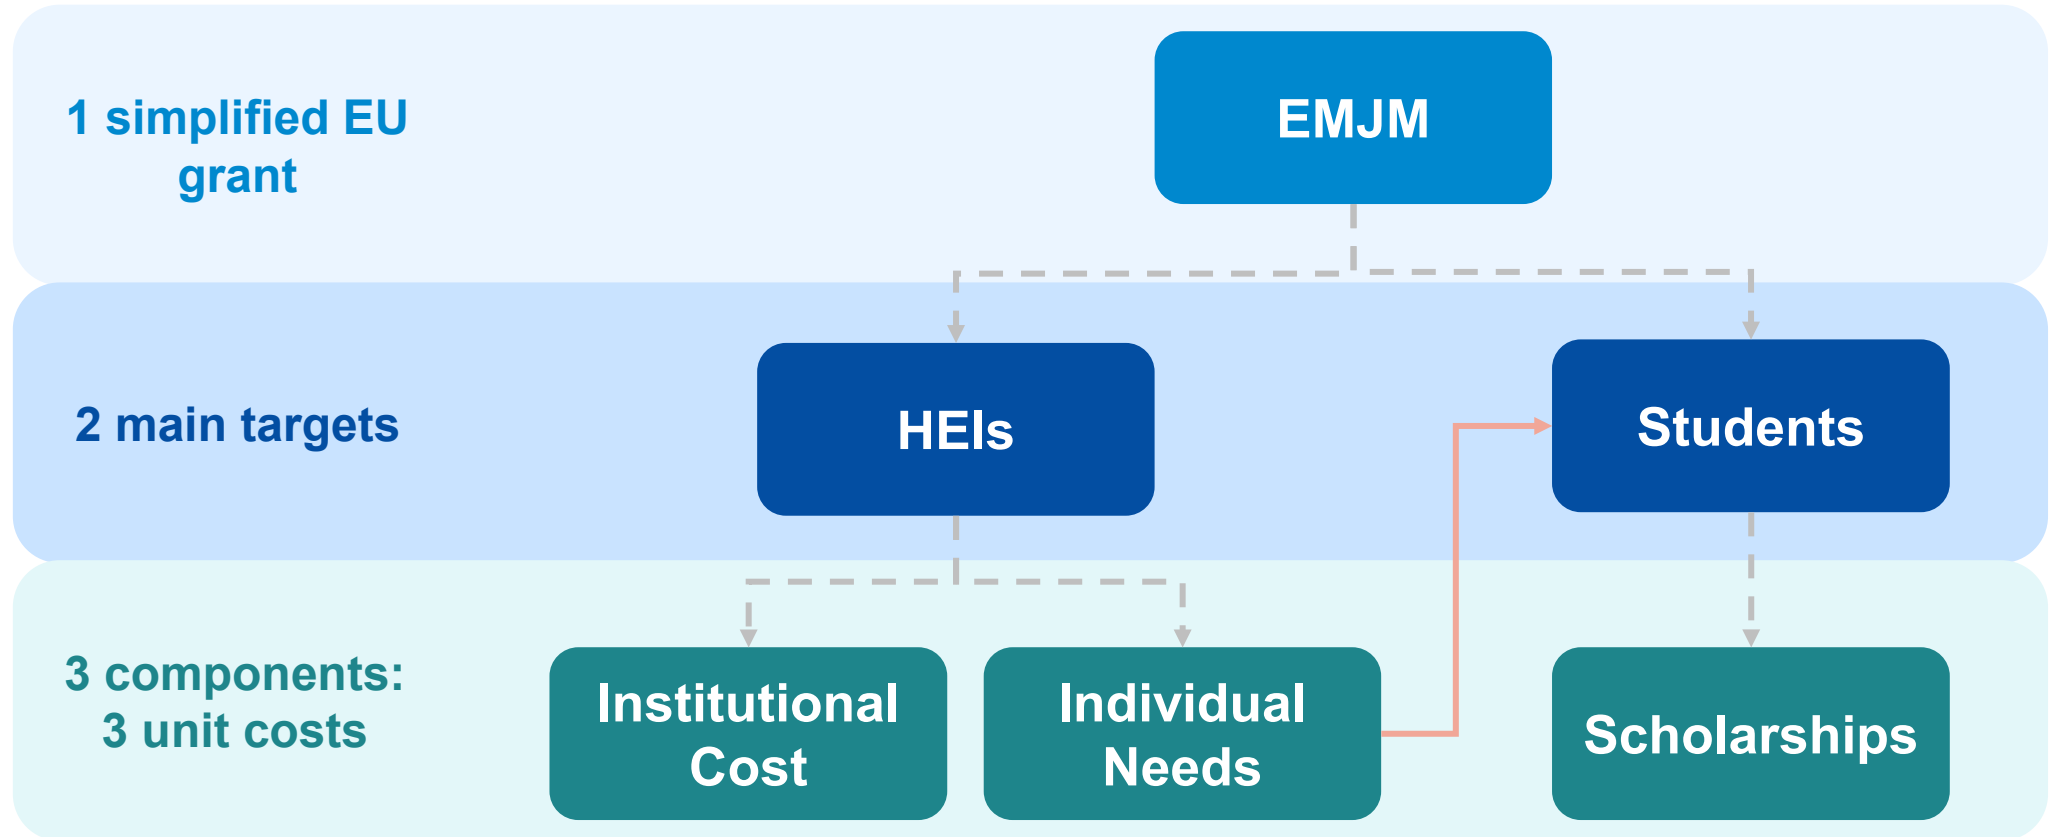 1 simplified EU
grant
EMJM
2 main targets
HEIs
Students
3 components:
3 unit costs
Institutional
Cost
Individual
Needs
Scholarships